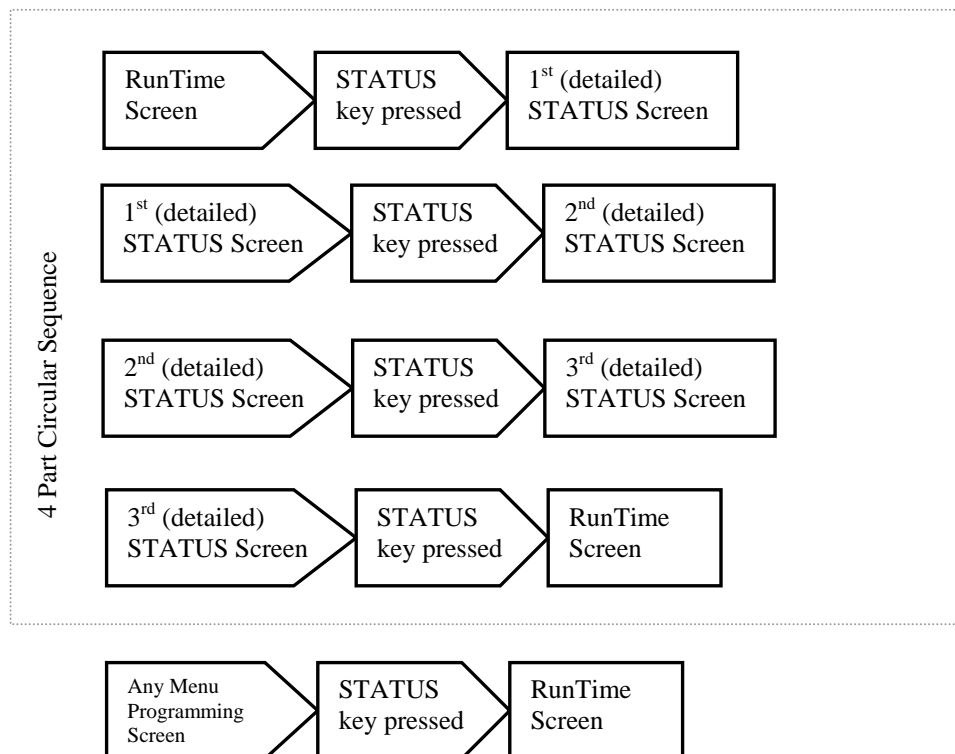 RunTime
Screen
STATUS
key pressed
1st (detailed)
STATUS Screen
1st (detailed)
STATUS Screen
STATUS
key pressed
2nd (detailed)
STATUS Screen
4 Part Circular Sequence
2nd (detailed)
STATUS Screen
STATUS
key pressed
3rd (detailed)
STATUS Screen
3rd (detailed)
STATUS Screen
STATUS
key pressed
RunTime
Screen
Any Menu
Programming
Screen
STATUS
key pressed
RunTime
Screen